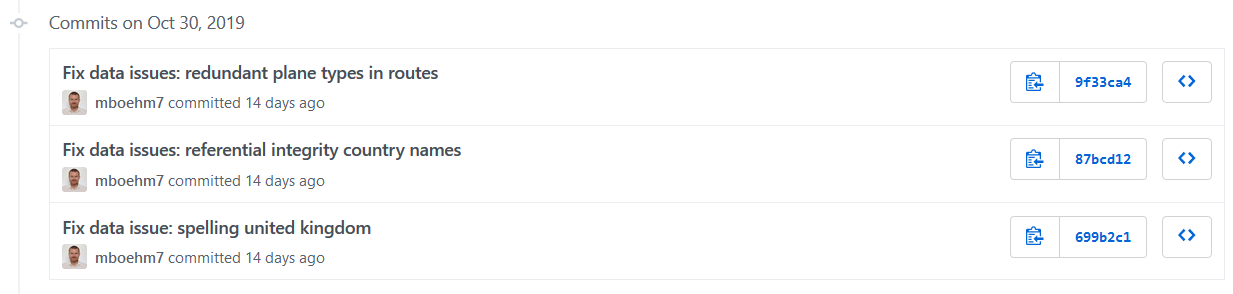 Commits on Oct 30, 2019
Fix data issues: redundant plane types in routes
9f33ca4
mboehm7 committed 14 days ago
Fix data issues: referential integrity country names
87bcd12
mboehm7 committed 14 days ago
Fix data issue: spelling united kingdom
699b2c1
mboehm7 committed 14 days ago